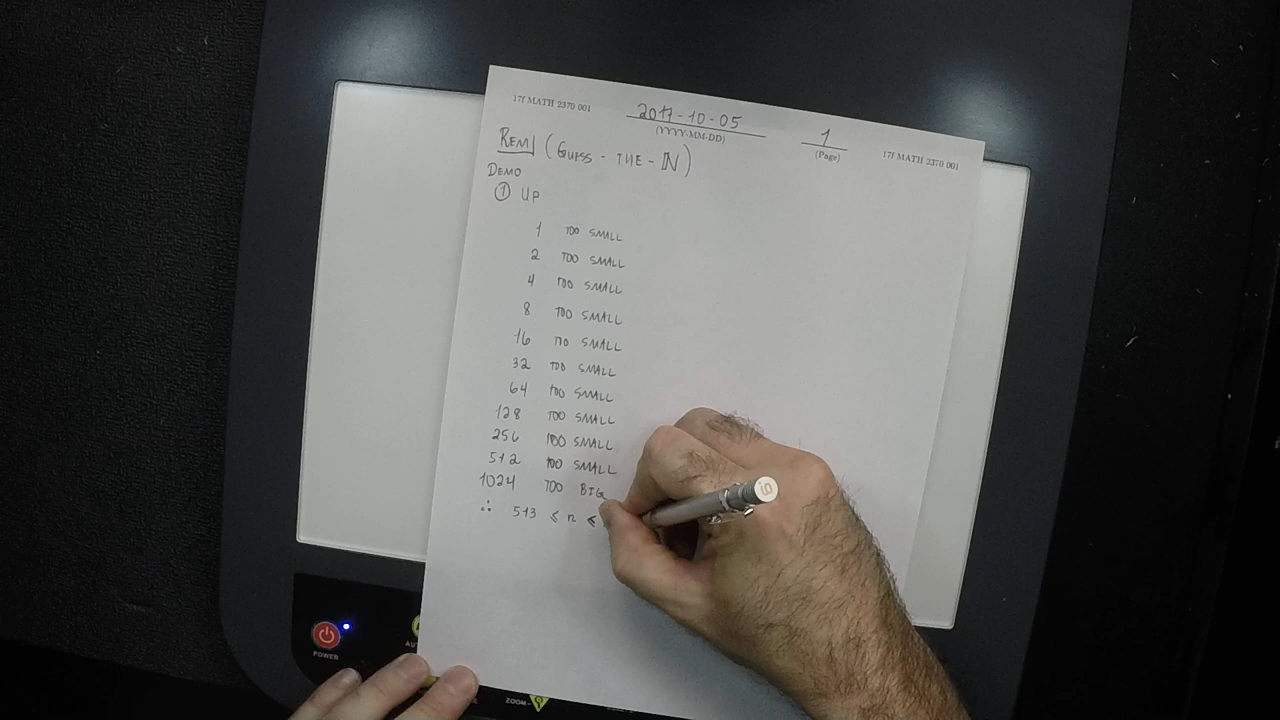 17f MATH 2370 001 2017-10-05 1 17f MATH 2370 001
(YYYY-MM-DD) (Page)
REM (GUESS-THE-ℕ)
DEMO
① UP
1 TOO SMALL
2 TOO SMALL
4 TOO SMALL
8 TOO SMALL
16 TOO SMALL
32 TOO SMALL
64 TOO SMALL
128 TOO SMALL
256 TOO SMALL
512 TOO SMALL
1024 TOO BIG
∴ 513 ⩽ n ⩽
POWER
ZOOM-